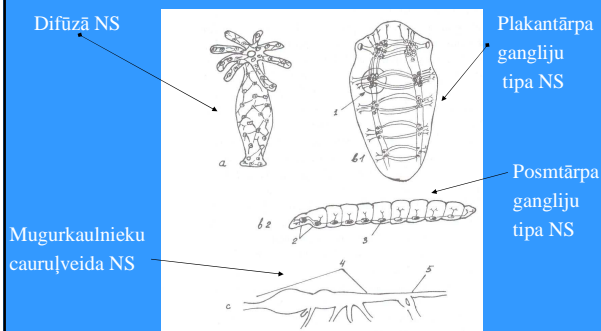 Difūzā NS
Plakantārpa
gangliju
tipa NS
1
a
b1
Posmtārpa
gangliju
tipa NS
b2
2
3
Mugurkaulnieku
cauruļveida NS
4
5
c